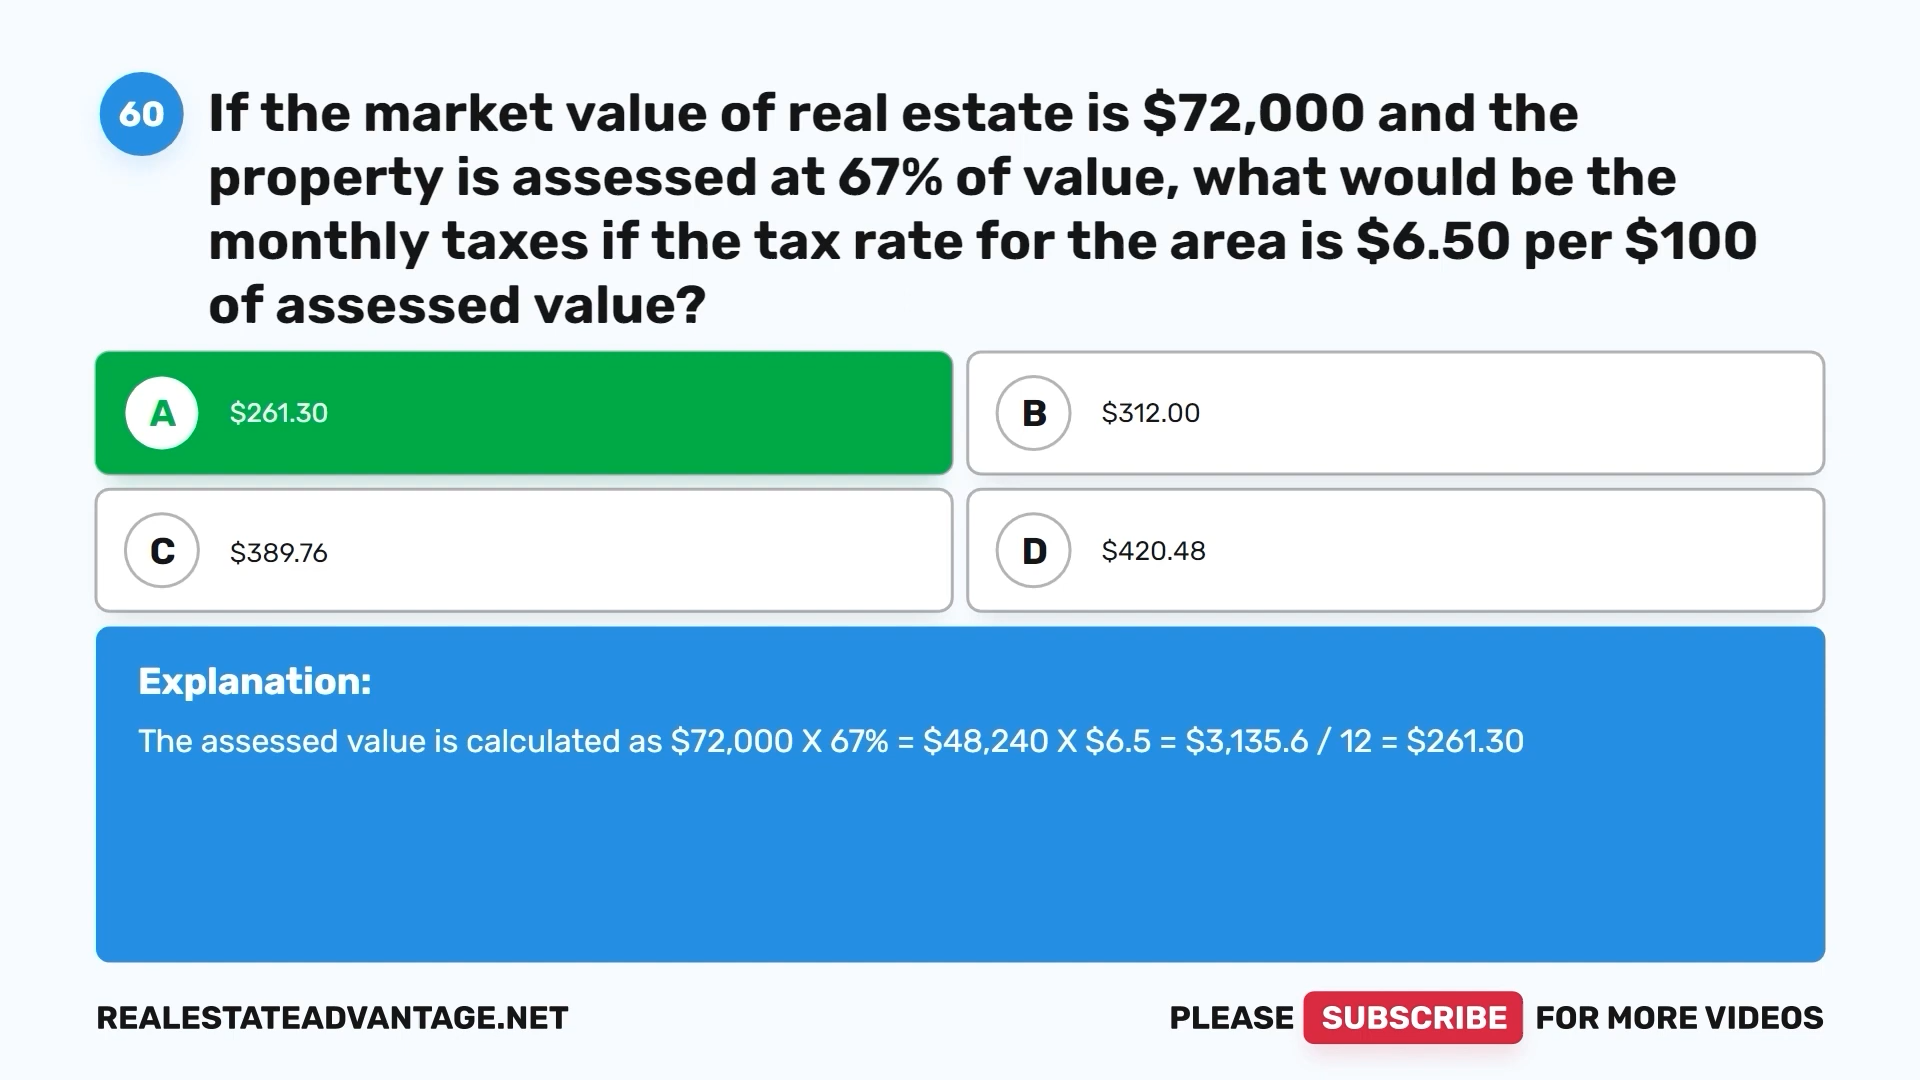 60
If the market value of real estate is $72,000 and the
property is assessed at 67% of value, what would be the
monthly taxes if the tax rate for the area is $6.50 per $100
of assessed value?
A $261.30
B $312.00
C $389.76
D $420.48
Explanation:
The assessed value is calculated as $72,000 X 67% = $48,240 X $6.5 = $3,135.6 / 12 = $261.30
REALESTATEADVANTAGE.NET
PLEASE SUBSCRIBE FOR MORE VIDEOS